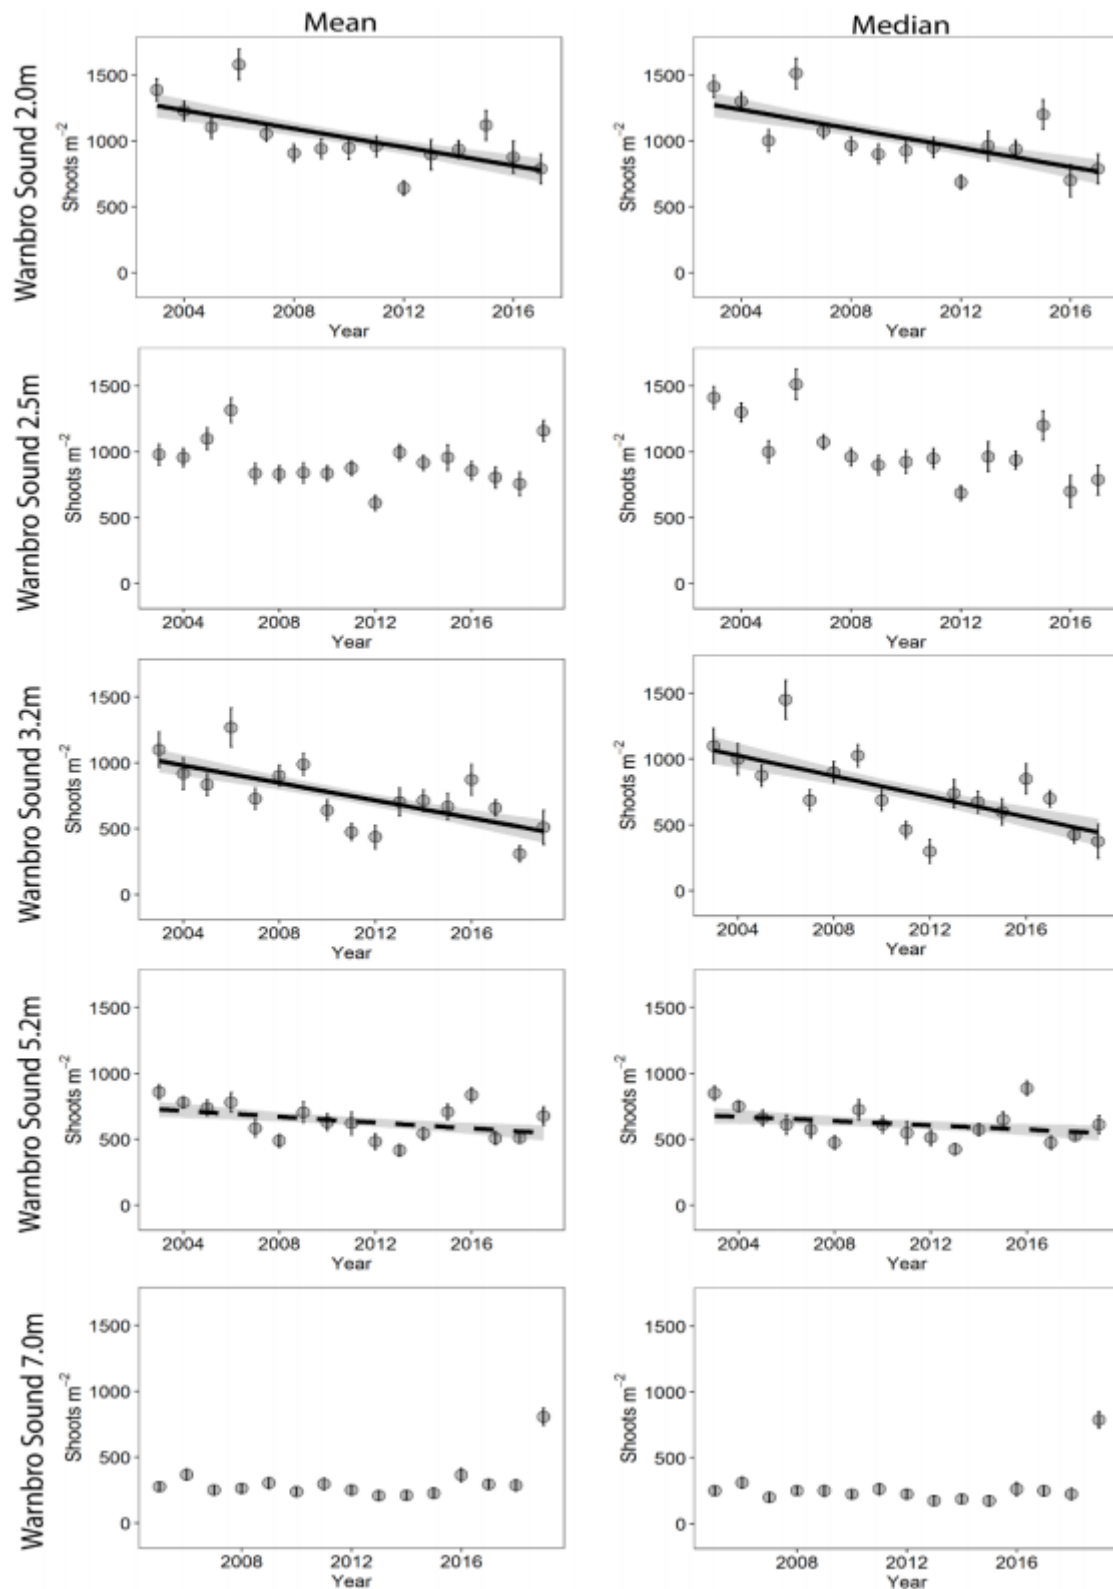 Mean Median
Warnbro Sound 2.0m
Shoots m⁻²
1500
1000
500
0
2004 2008 2012 2016
Year
Shoots m⁻²
1500
1000
500
0
2004 2008 2012 2016
Year
Warnbro Sound 2.5m
Shoots m⁻²
1500
1000
500
0
2004 2008 2012 2016
Year
Shoots m⁻²
1500
1000
500
0
2004 2008 2012 2016
Year
Warnbro Sound 3.2m
Shoots m⁻²
1500
1000
500
0
2004 2008 2012 2016
Year
Shoots m⁻²
1500
1000
500
0
2004 2008 2012 2016
Year
Warnbro Sound 5.2m
Shoots m⁻²
1500
1000
500
0
2004 2008 2012 2016
Year
Shoots m⁻²
1500
1000
500
0
2004 2008 2012 2016
Year
Warnbro Sound 7.0m
Shoots m⁻²
1500
1000
500
0
2008 2012 2016
Year
Shoots m⁻²
1500
1000
500
0
2008 2012 2016
Year